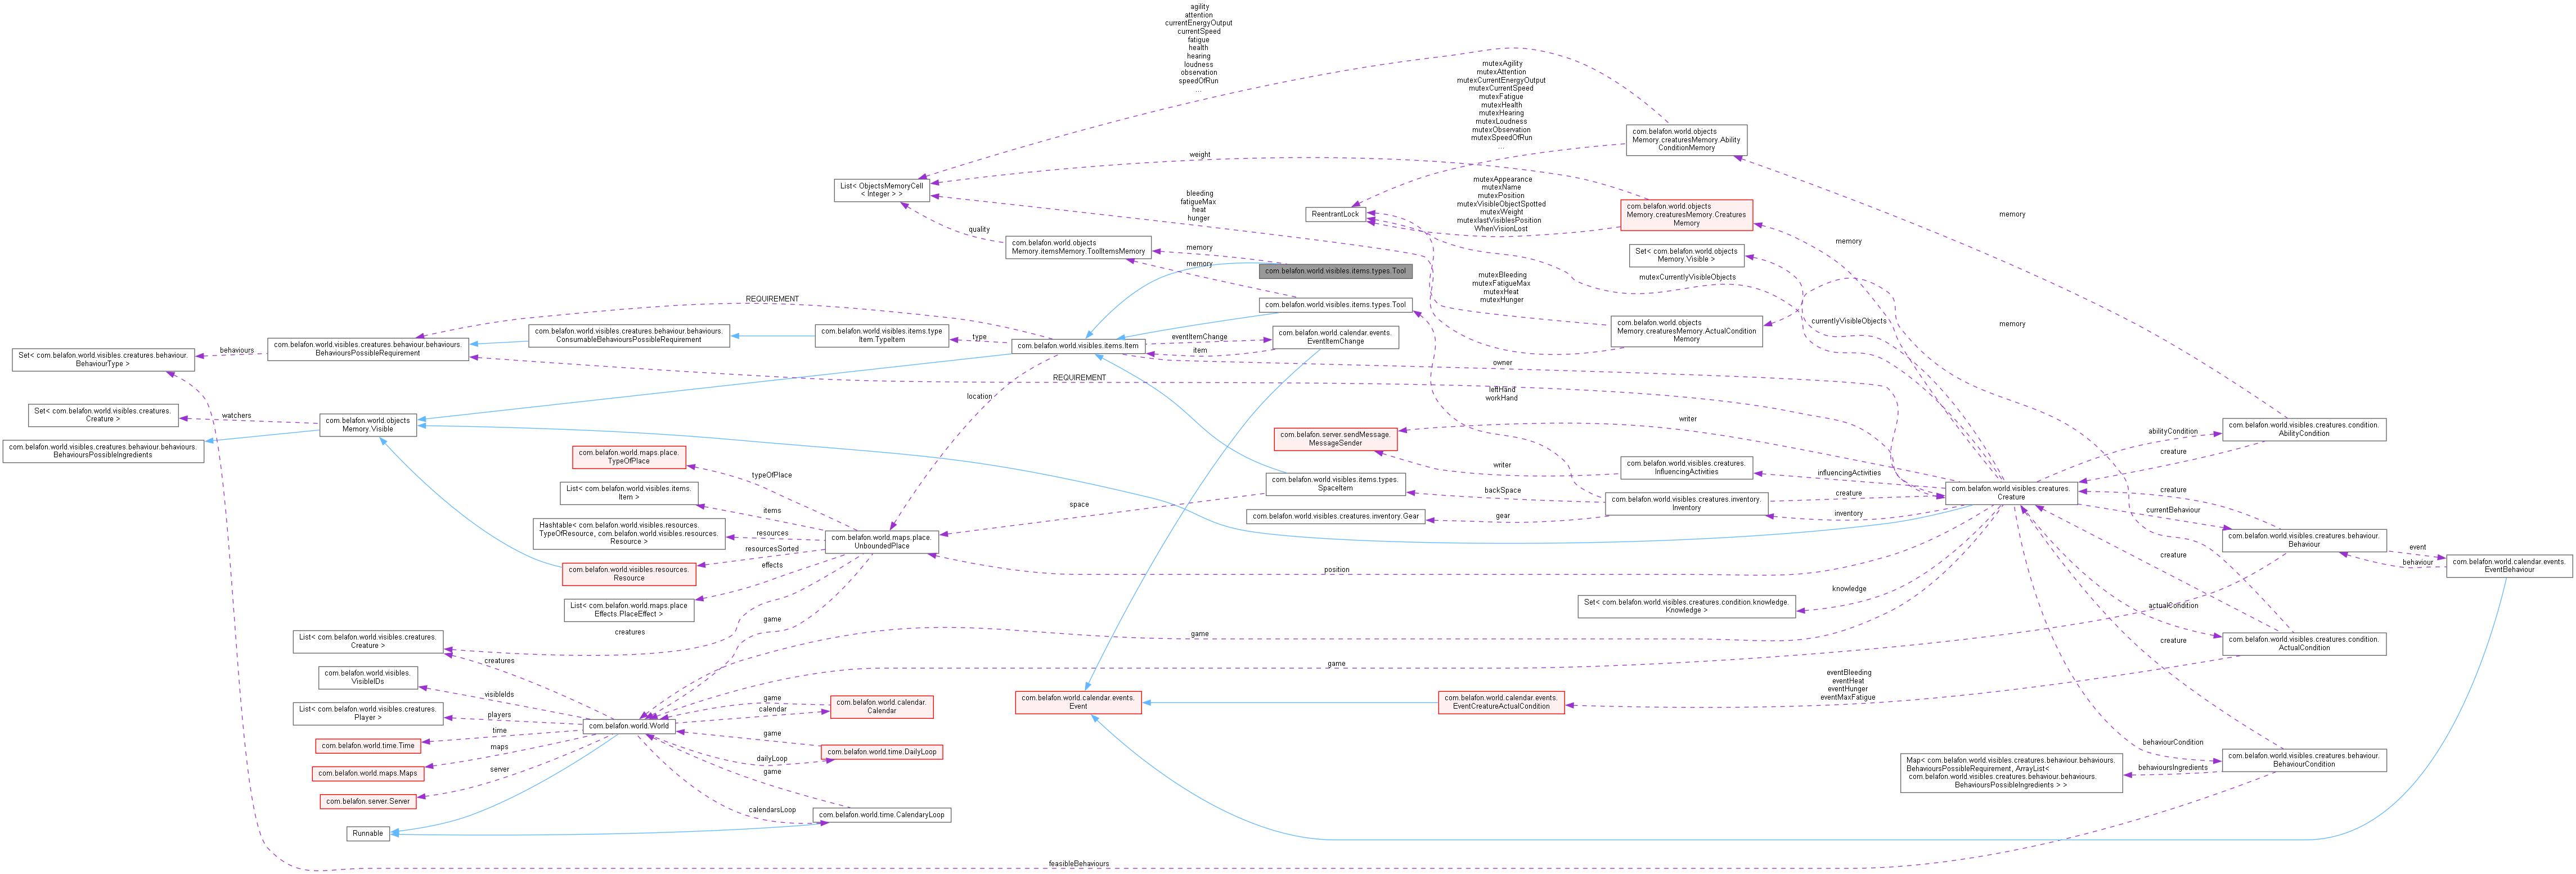 agility
attention
currentEnergyOutput
currentSpeed
fatigue
health
hearing
loudness
observation
speedOfRun
...
mutexAgility
mutexAttention
mutexCurrentEnergyOutput
mutexCurrentSpeed
mutexFatigue
mutexHealth
mutexHearing
mutexLoudness
mutexObservation
mutexSpeedOfRun
...
com.belafon.world.objects
Memory.creaturesMemory.Ability
ConditionMemory
weight
List< ObjectsMemoryCell
< Integer > >
bleeding
fatigueMax
heat
hunger
mutexAppearance
mutexName
mutexPosition
mutexVisibleObjectSpotted
mutexWeight
mutexlastVisiblesPosition
WhenVisionLost
ReentrantLock
com.belafon.world.objects
Memory.creaturesMemory.Creatures
Memory
memory
quality
com.belafon.world.objects
Memory.itemsMemory.ToolItemsMemory
memory
memory
com.belafon.world.visibles.items.types.Tool
Set< com.belafon.world.objects
Memory.Visible >
memory
mutexCurrentlyVisibleObjects
mutexBleeding
mutexFatigueMax
mutexHeat
mutexHunger
REQUIREMENT
com.belafon.world.visibles.items.types.Tool
com.belafon.world.objects
Memory.creaturesMemory.ActualCondition
Memory
currentlyVisibleObjects
memory
com.belafon.world.visibles.creatures.behaviour.behaviours.
ConsumableBehavioursPossibleRequirement
com.belafon.world.visibles.items.type
Item.TypeItem
type
com.belafon.world.visibles.items.Item
eventItemChange
item
com.belafon.world.calendar.events.
EventItemChange
com.belafon.world.visibles.creatures.behaviour.behaviours.
BehavioursPossibleRequirement
behaviours
Set< com.belafon.world.visibles.creatures.behaviour.
BehaviourType >
owner
REQUIREMENT
leftHand
workHand
location
Set< com.belafon.world.visibles.creatures.
Creature >
watchers
com.belafon.world.objects
Memory.Visible
com.belafon.world.visibles.creatures.behaviour.behaviours.
BehavioursPossibleIngredients
writer
com.belafon.server.sendMessage.
MessageSender
abilityCondition
com.belafon.world.visibles.creatures.condition.
AbilityCondition
creature
com.belafon.world.maps.place.
TypeOfPlace
typeOfPlace
writer
com.belafon.world.visibles.creatures.
InfluencingActivities
influencingActivities
List< com.belafon.world.visibles.items.
Item >
items
com.belafon.world.visibles.items.types.
SpaceItem
backSpace
com.belafon.world.visibles.creatures.inventory.
Inventory
creature
inventory
com.belafon.world.visibles.creatures.
Creature
creature
currentBehaviour
space
com.belafon.world.visibles.creatures.inventory.Gear
gear
Hashtable< com.belafon.world.visibles.resources.
TypeOfResource, com.belafon.world.visibles.resources.
Resource >
resources
com.belafon.world.maps.place.
UnboundedPlace
resourcesSorted
com.belafon.world.visibles.creatures.behaviour.
Behaviour
event
behaviour
com.belafon.world.calendar.events.
EventBehaviour
com.belafon.world.visibles.resources.
Resource
effects
position
creature
knowledge
List< com.belafon.world.maps.place
Effects.PlaceEffect >
Set< com.belafon.world.visibles.creatures.condition.knowledge.
Knowledge >
actualCondition
game
List< com.belafon.world.visibles.creatures.
Creature >
creatures
game
creature
com.belafon.world.visibles.creatures.condition.
ActualCondition
creatures
game
com.belafon.world.visibles.
VisibleIDs
visibleIds
eventBleeding
eventHeat
eventHunger
eventMaxFatigue
List< com.belafon.world.visibles.creatures.
Player >
players
com.belafon.world.World
game
calendar
com.belafon.world.calendar.
Calendar
com.belafon.world.calendar.events.
Event
com.belafon.world.calendar.events.
EventCreatureActualCondition
time
com.belafon.world.time.Time
game
com.belafon.world.time.DailyLoop
maps
dailyLoop
behaviourCondition
com.belafon.world.maps.Maps
server
game
com.belafon.server.Server
Map< com.belafon.world.visibles.creatures.behaviour.behaviours.
BehavioursPossibleRequirement, ArrayList<
com.belafon.world.visibles.creatures.behaviour.behaviours.
BehavioursPossibleIngredients > >
behavioursIngredients
com.belafon.world.visibles.creatures.behaviour.
BehaviourCondition
calendarsLoop
com.belafon.world.time.CalendaryLoop
Runnable
feasibleBehaviours